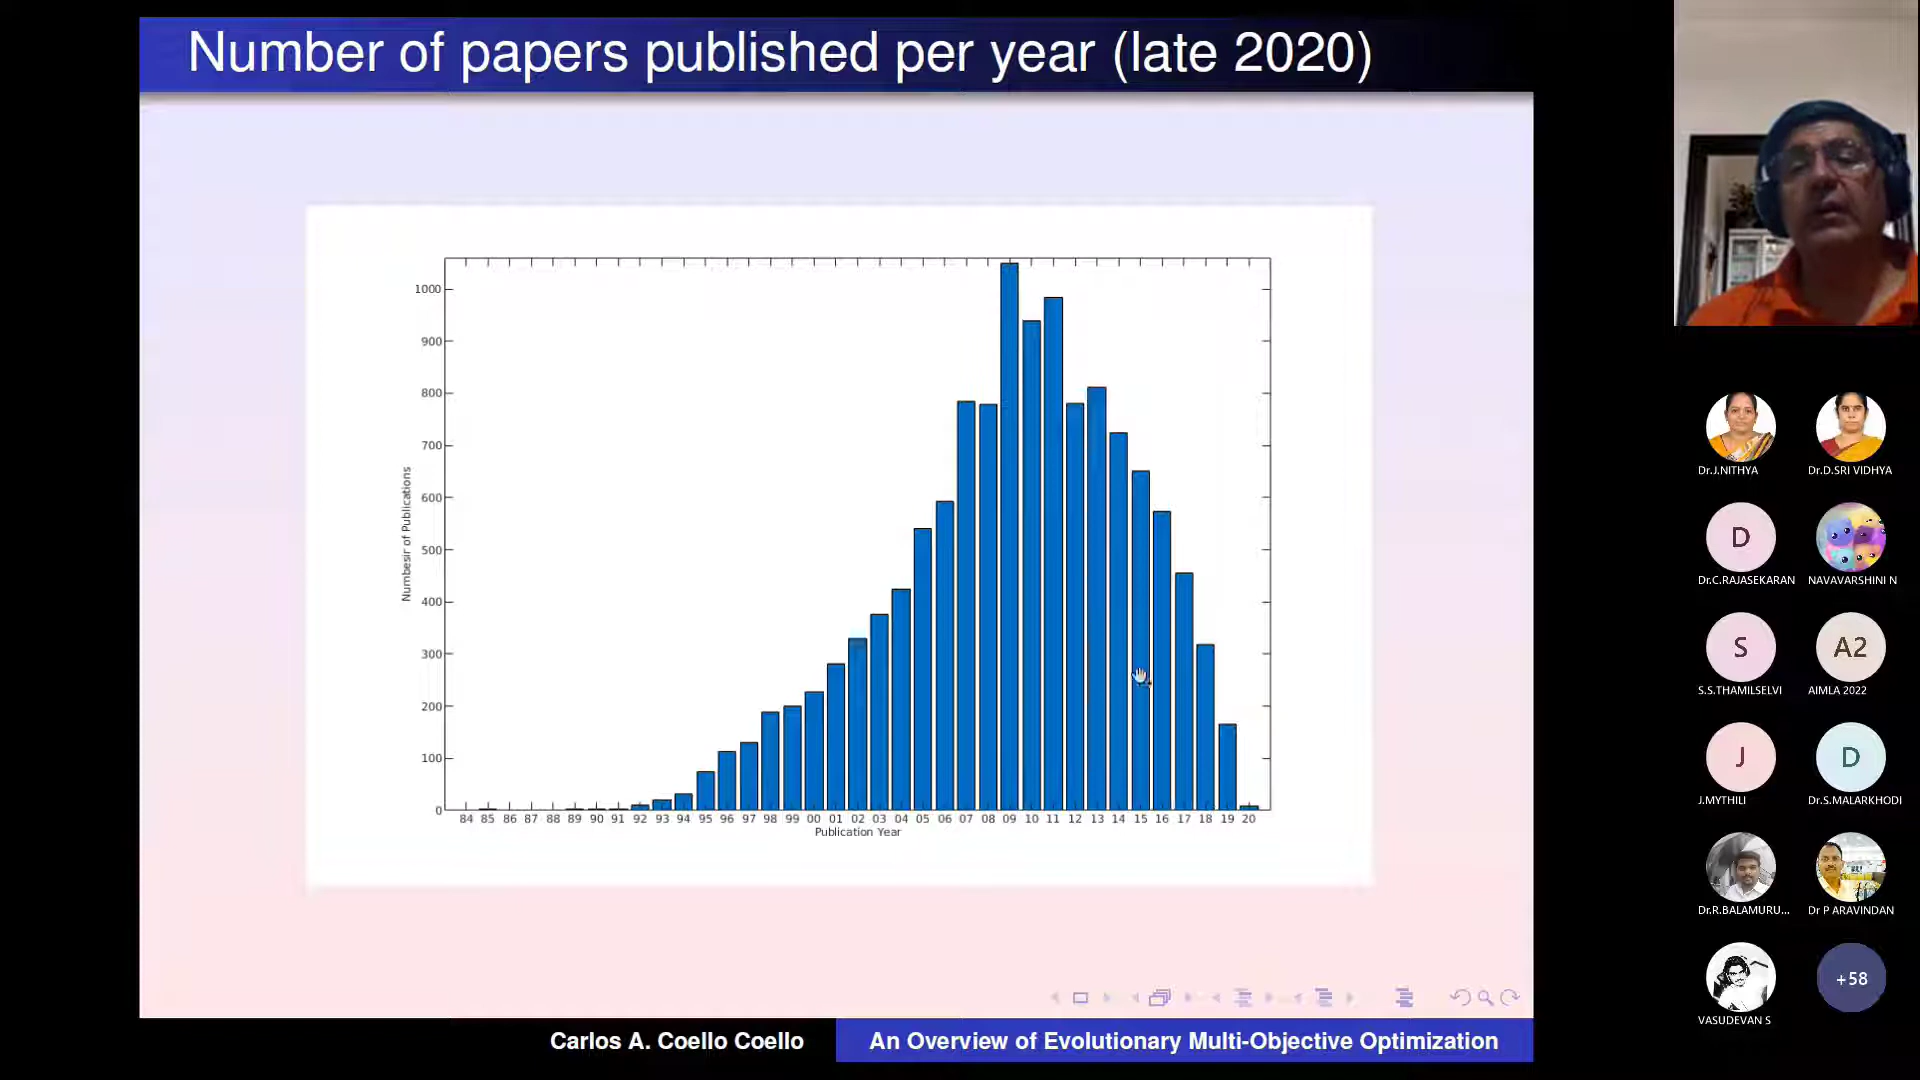 Number of papers published per year (late 2020)
1000
900
800
700
600
500
400
300
200
100
0
Numbesir of Publications
84 85 86 87 88 89 90 91 92 93 94 95 96 97 98 99 00 01 02 03 04 05 06 07 08 09 10 11 12 13 14 15 16 17 18 19 20
Publication Year
Carlos A. Coello Coello
An Overview of Evolutionary Multi-Objective Optimization
Dr.J.NITHYA
Dr.D.SRI VIDHYA
D
Dr.C.RAJASEKARAN
NAVAVARSHINI N
S
A2
S.S.THAMILSELVI
AIMLA 2022
J
D
J.MYTHILI
Dr.S.MALARKHODI
Dr.R.BALAMURU...
Dr P ARAVINDAN
+58
VASUDEVAN S